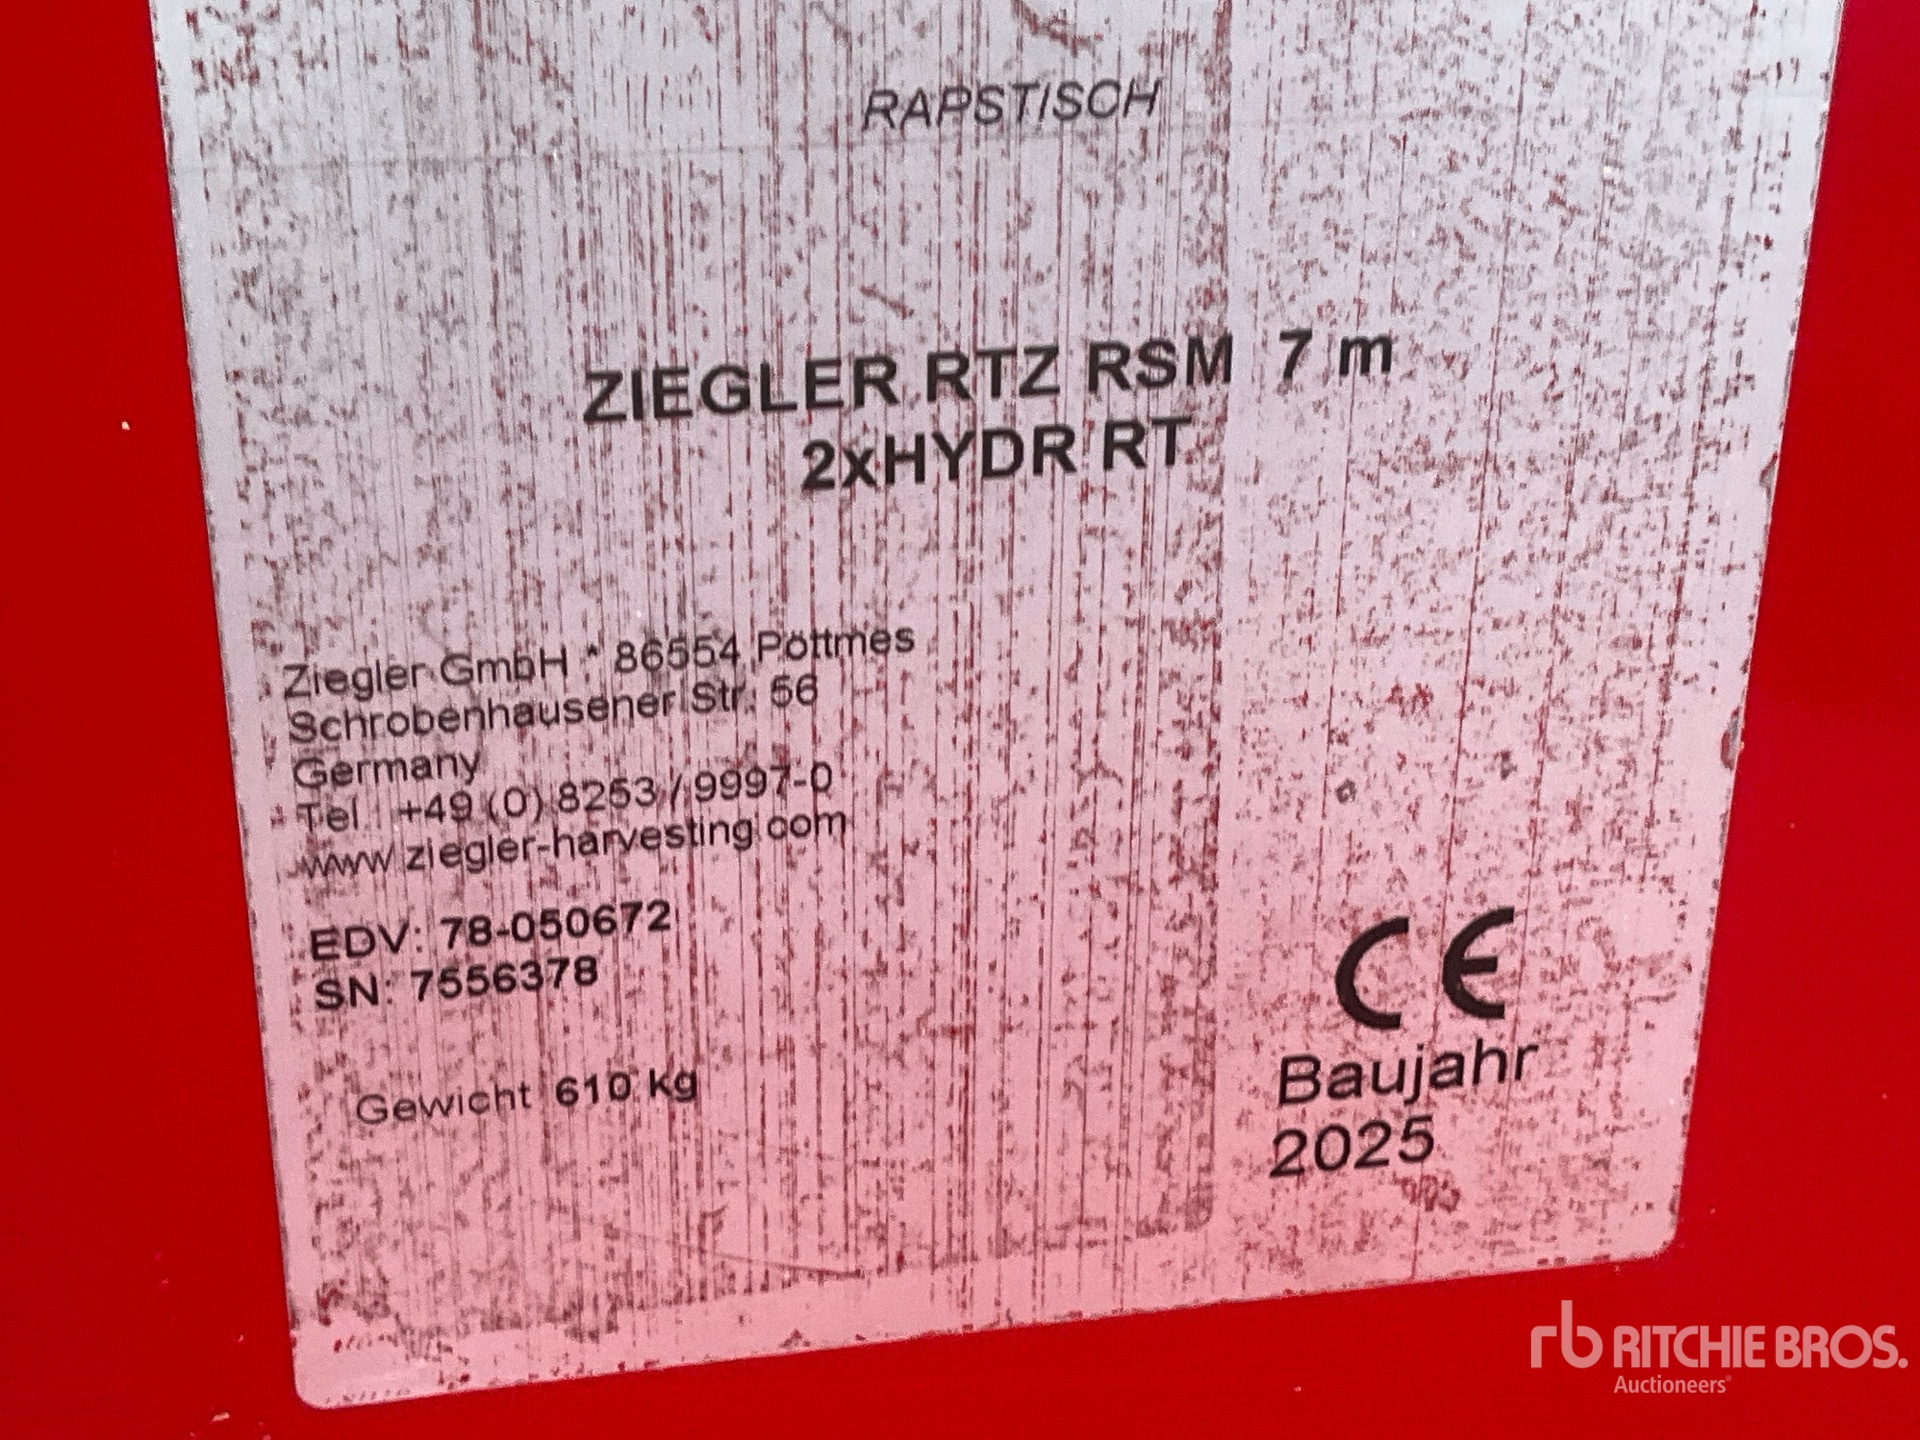 RAPSTISCH
ZIEGLER RTZ RSM 7 m
2xHYDR RT
Ziegler GmbH * 86554 Pöttmes
Schrobenhausener Str. 56
Germany
Tel.: +49 (0) 8253 / 9997-0
www.ziegler-harvesting.com
EDV: 78-050672
SN: 7556378
Gewicht 610 kg
CE
Baujahr
2025
rb RITCHIE BROS.
Auctioneers®